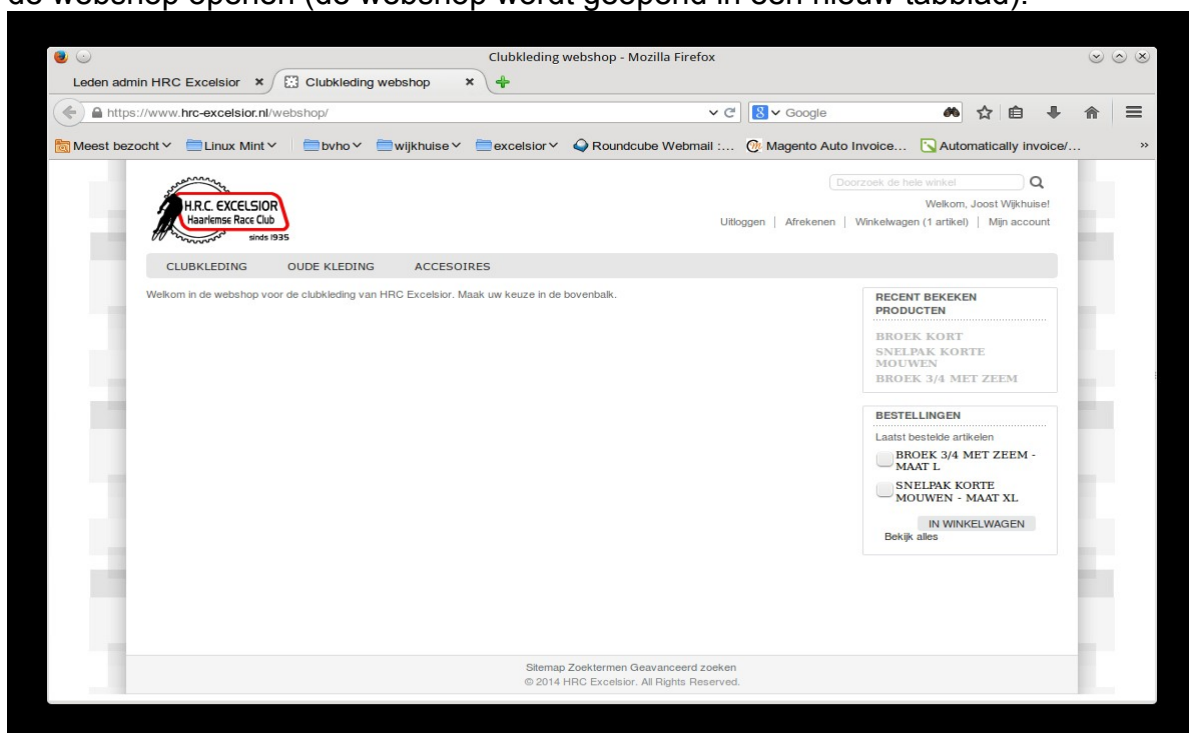 de webshop openen (de webshop wordt geopend in een nieuw tabblad).
Clubkleding webshop - Mozilla Firefox
Leden admin HRC Excelsior
Clubkleding webshop
https://www.hrc-excelsior.nl/webshop/
Google
Meest bezocht Linux Mint bvho wijkhuise excelsior Roundcube Webmail :... Magento Auto Invoice... Automatically invoice/... »
H.R.C. EXCELSIOR
Haarlemse Race Club
sinds 1935
Doorzoek de hele winkel
Welkom, Joost Wijkhuise!
Uitloggen | Afrekenen | Winkelwagen (1 artikel) | Mijn account
CLUBKLEDING OUDE KLEDING ACCESOIRES
Welkom in de webshop voor de clubkleding van HRC Excelsior. Maak uw keuze in de bovenbalk.
RECENT BEKEKEN
PRODUCTEN
BROEK KORT
SNELPAK KORTE
MOUWEN
BROEK 3/4 MET ZEEM
BESTELLINGEN
Laatst bestelde artikelen
BROEK 3/4 MET ZEEM -
MAAT L
SNELPAK KORTE
MOUWEN - MAAT XL
IN WINKELWAGEN
Bekijk alles
Sitemap Zoektermen Geavanceerd zoeken
© 2014 HRC Excelsior. All Rights Reserved.